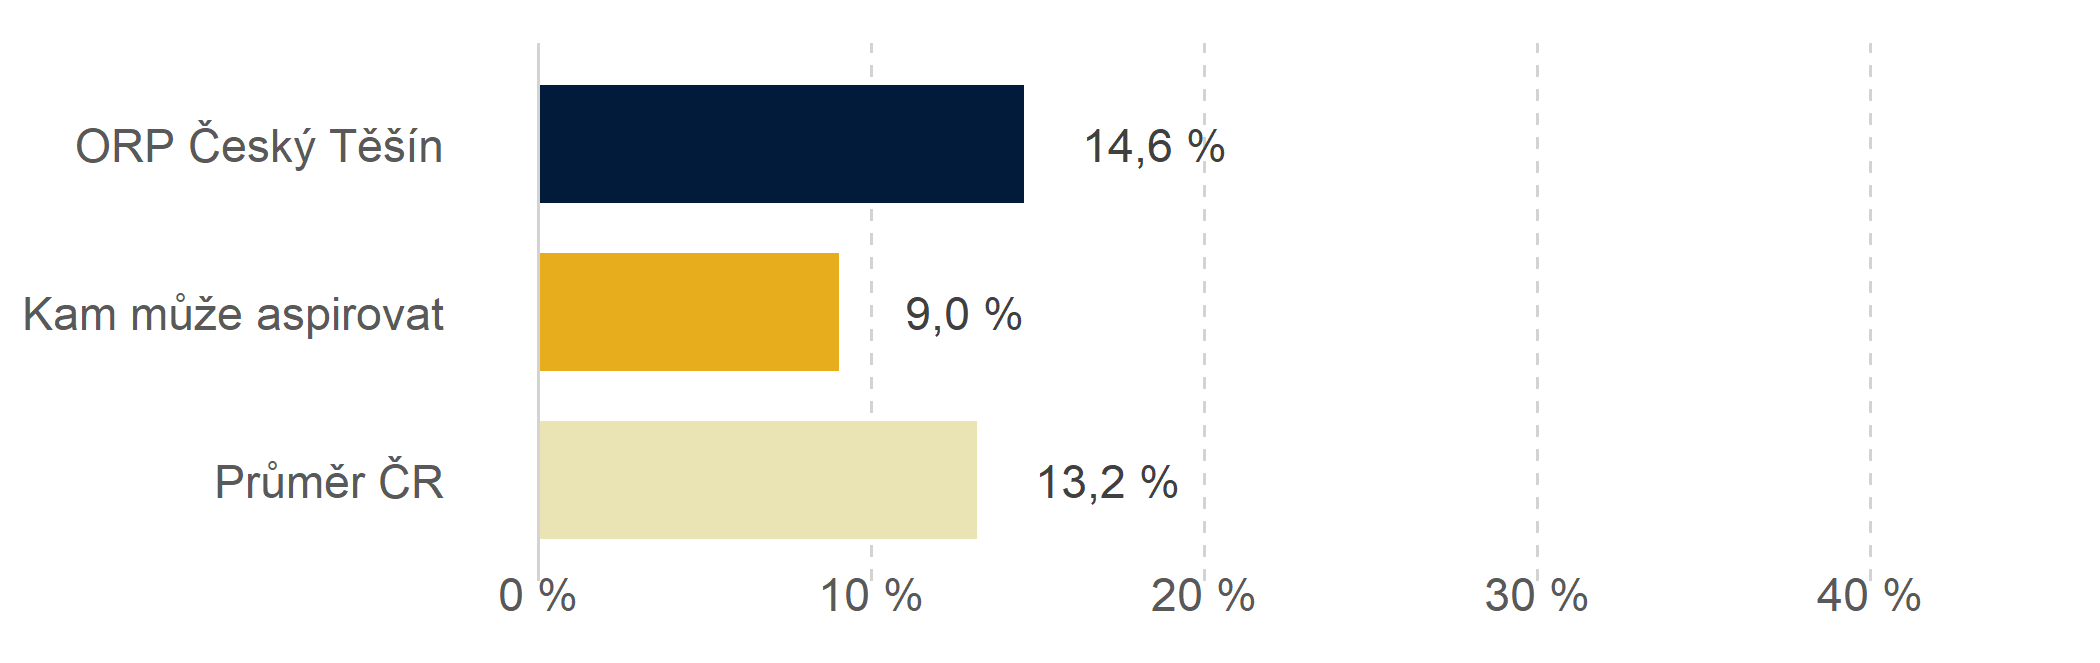 ORP Český Těšín
14,6 %
Kam může aspirovat
9,0 %
Průměr ČR
13,2 %
0 %
10 %
20 %
30 %
40 %